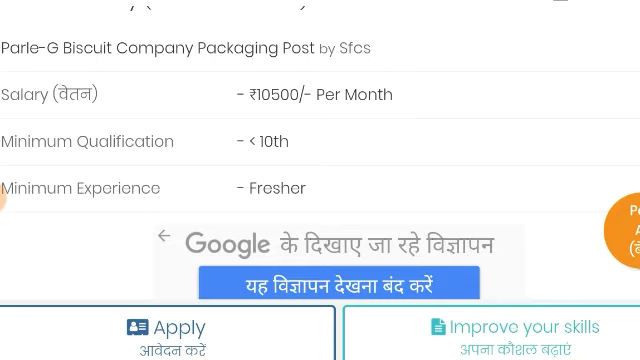 Parle-G Biscuit Company Packaging Post by Sfcs
Salary (वेतन) - ₹10500/- Per Month
Minimum Qualification - < 10th
Minimum Experience - Fresher
Google के दिखाए जा रहे विज्ञापन
यह विज्ञापन देखना बंद करें
Apply
आवेदन करें
Improve your skills
अपना कौशल बढ़ाएं